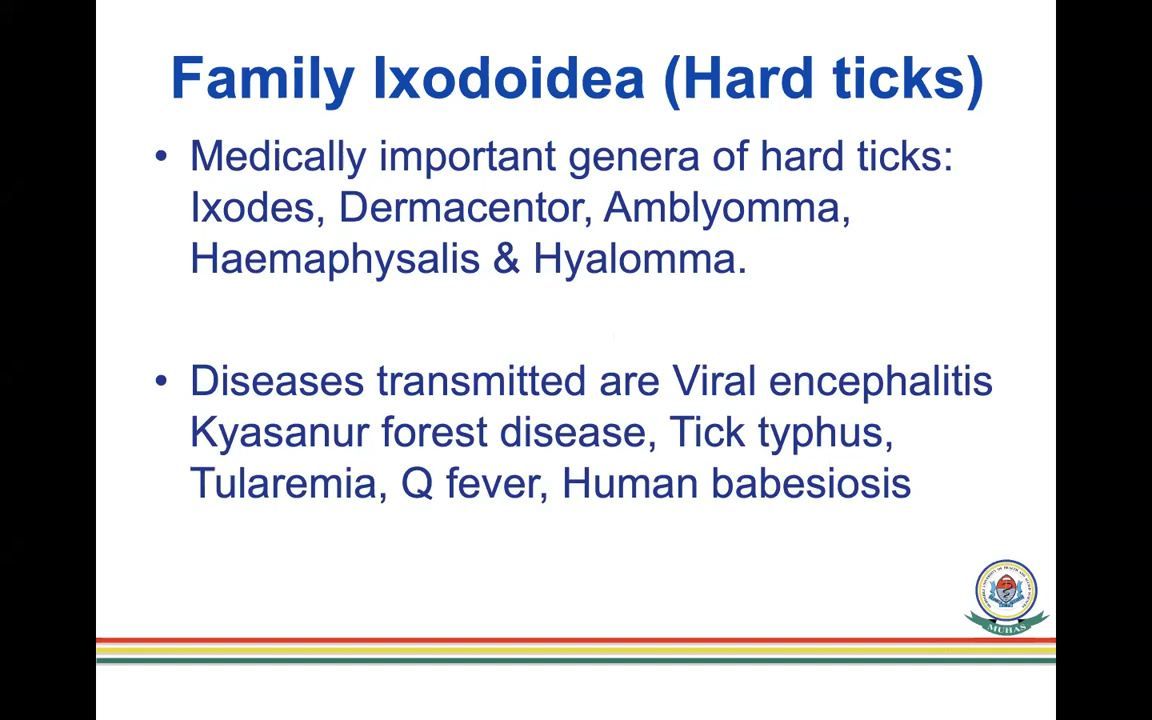 Family Ixodoidea (Hard ticks)
• Medically important genera of hard ticks:
Ixodes, Dermacentor, Amblyomma,
Haemaphysalis & Hyalomma.
• Diseases transmitted are Viral encephalitis
Kyasanur forest disease, Tick typhus,
Tularemia, Q fever, Human babesiosis
MUHAS